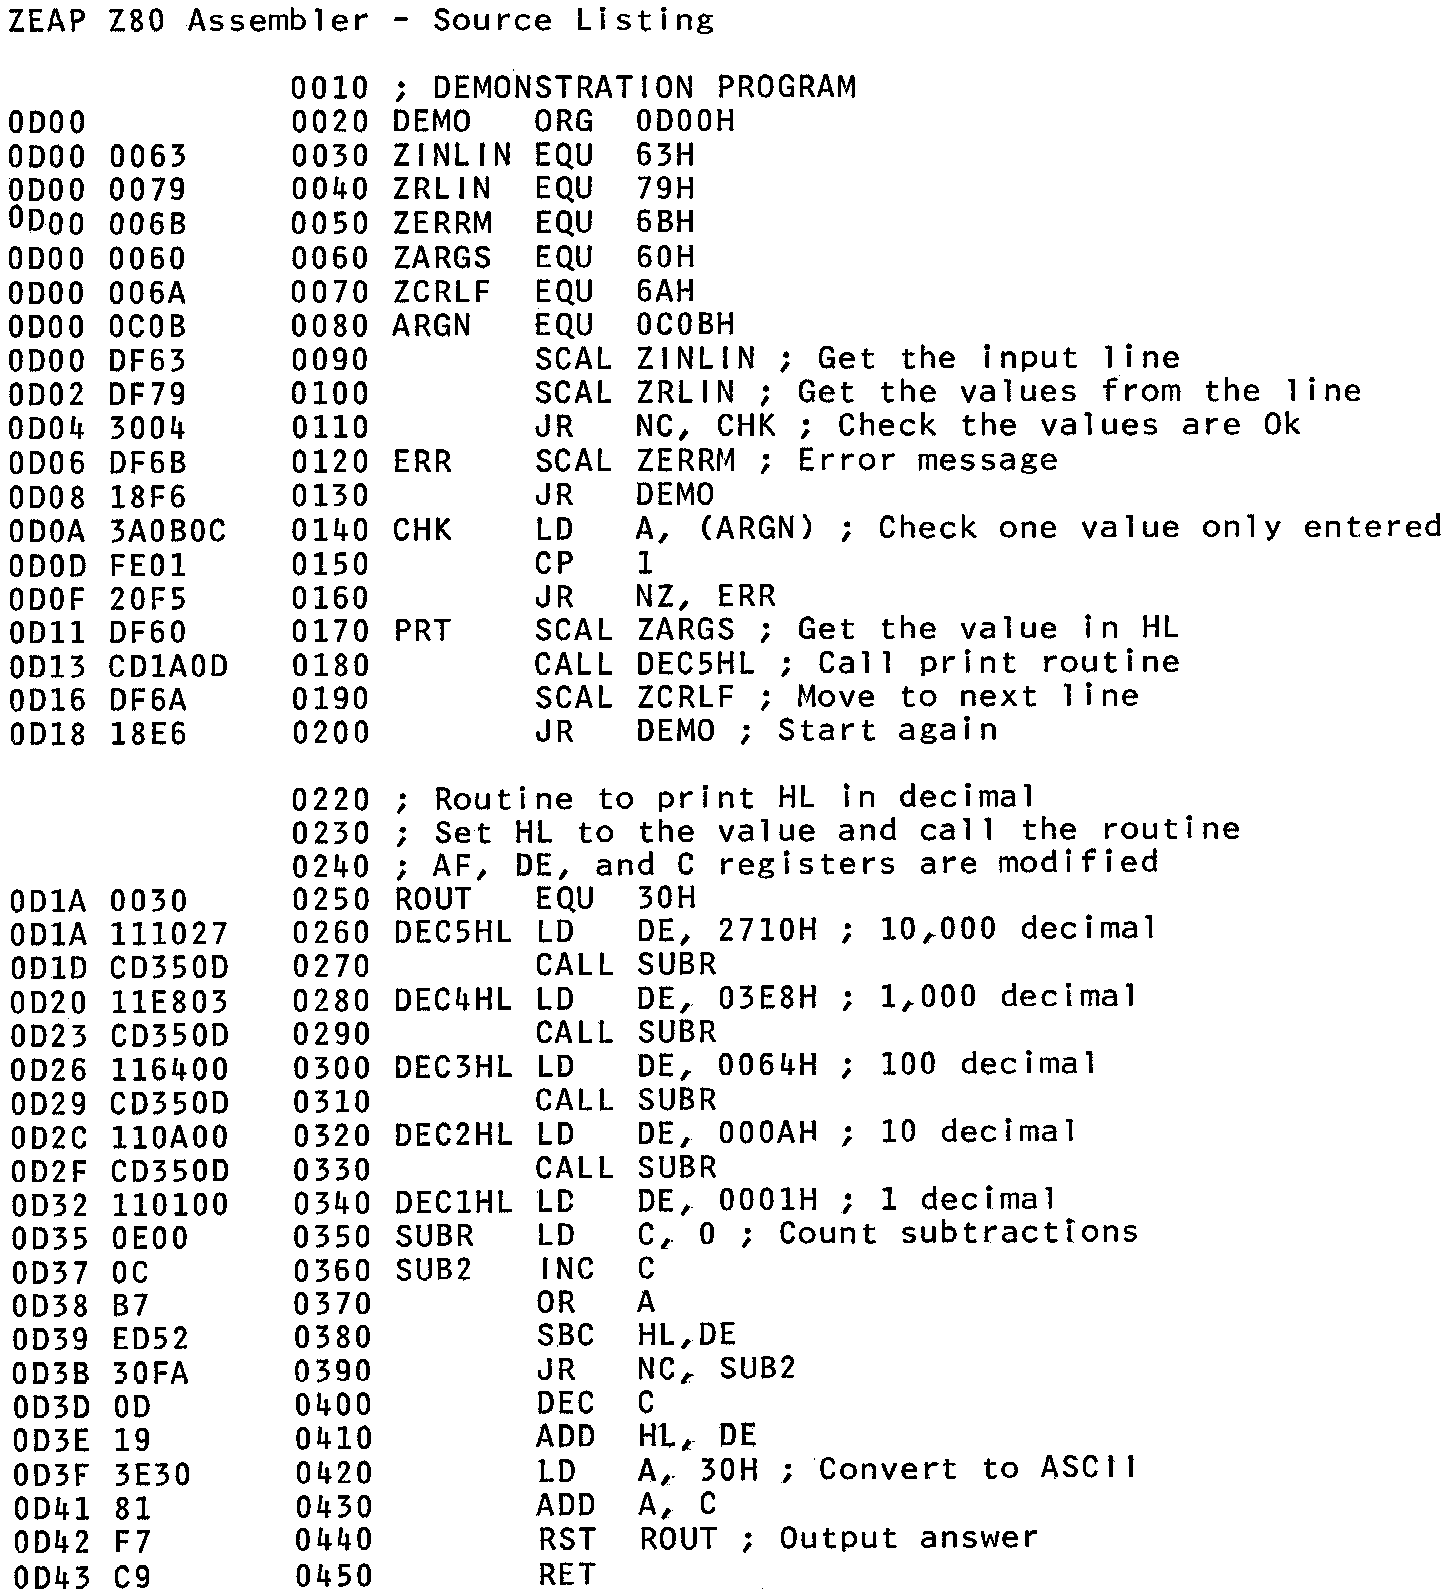 ZEAP Z80 Assembler - Source Listing
0010 ; DEMONSTRATION PROGRAM
0D00 0020 DEMO ORG 0D00H
0D00 0063 0030 ZINLIN EQU 63H
0D00 0079 0040 ZRLIN EQU 79H
0D00 006B 0050 ZERRM EQU 6BH
0D00 0060 0060 ZARGS EQU 60H
0D00 006A 0070 ZCRLF EQU 6AH
0D00 0C0B 0080 ARGN EQU 0C0BH
0D00 DF63 0090 SCAL ZINLIN ; Get the input line
0D02 DF79 0100 SCAL ZRLIN ; Get the values from the line
0D04 3004 0110 JR NC, CHK ; Check the values are Ok
0D06 DF6B 0120 ERR SCAL ZERRM ; Error message
0D08 18F6 0130 JR DEMO
0D0A 3A0B0C 0140 CHK LD A, (ARGN) ; Check one value only entered
0D0D FE01 0150 CP 1
0D0F 20F5 0160 JR NZ, ERR
0D11 DF60 0170 PRT SCAL ZARGS ; Get the value in HL
0D13 CD1A0D 0180 CALL DEC5HL ; Call print routine
0D16 DF6A 0190 SCAL ZCRLF ; Move to next line
0D18 18E6 0200 JR DEMO ; Start again
0220 ; Routine to print HL in decimal
0230 ; Set HL to the value and call the routine
0240 ; AF, DE, and C registers are modified
0D1A 0030 0250 ROUT EQU 30H
0D1A 111027 0260 DEC5HL LD DE, 2710H ; 10,000 decimal
0D1D CD350D 0270 CALL SUBR
0D20 11E803 0280 DEC4HL LD DE, 03E8H ; 1,000 decimal
0D23 CD350D 0290 CALL SUBR
0D26 116400 0300 DEC3HL LD DE, 0064H ; 100 decimal
0D29 CD350D 0310 CALL SUBR
0D2C 110A00 0320 DEC2HL LD DE, 000AH ; 10 decimal
0D2F CD350D 0330 CALL SUBR
0D32 110100 0340 DEC1HL LD DE, 0001H ; 1 decimal
0D35 0E00 0350 SUBR LD C, 0 ; Count subtractions
0D37 0C 0360 SUB2 INC C
0D38 B7 0370 OR A
0D39 ED52 0380 SBC HL,DE
0D3B 30FA 0390 JR NC, SUB2
0D3D 0D 0400 DEC C
0D3E 19 0410 ADD HL, DE
0D3F 3E30 0420 LD A, 30H ; Convert to ASCII
0D41 81 0430 ADD A, C
0D42 F7 0440 RST ROUT ; Output answer
0D43 C9 0450 RET